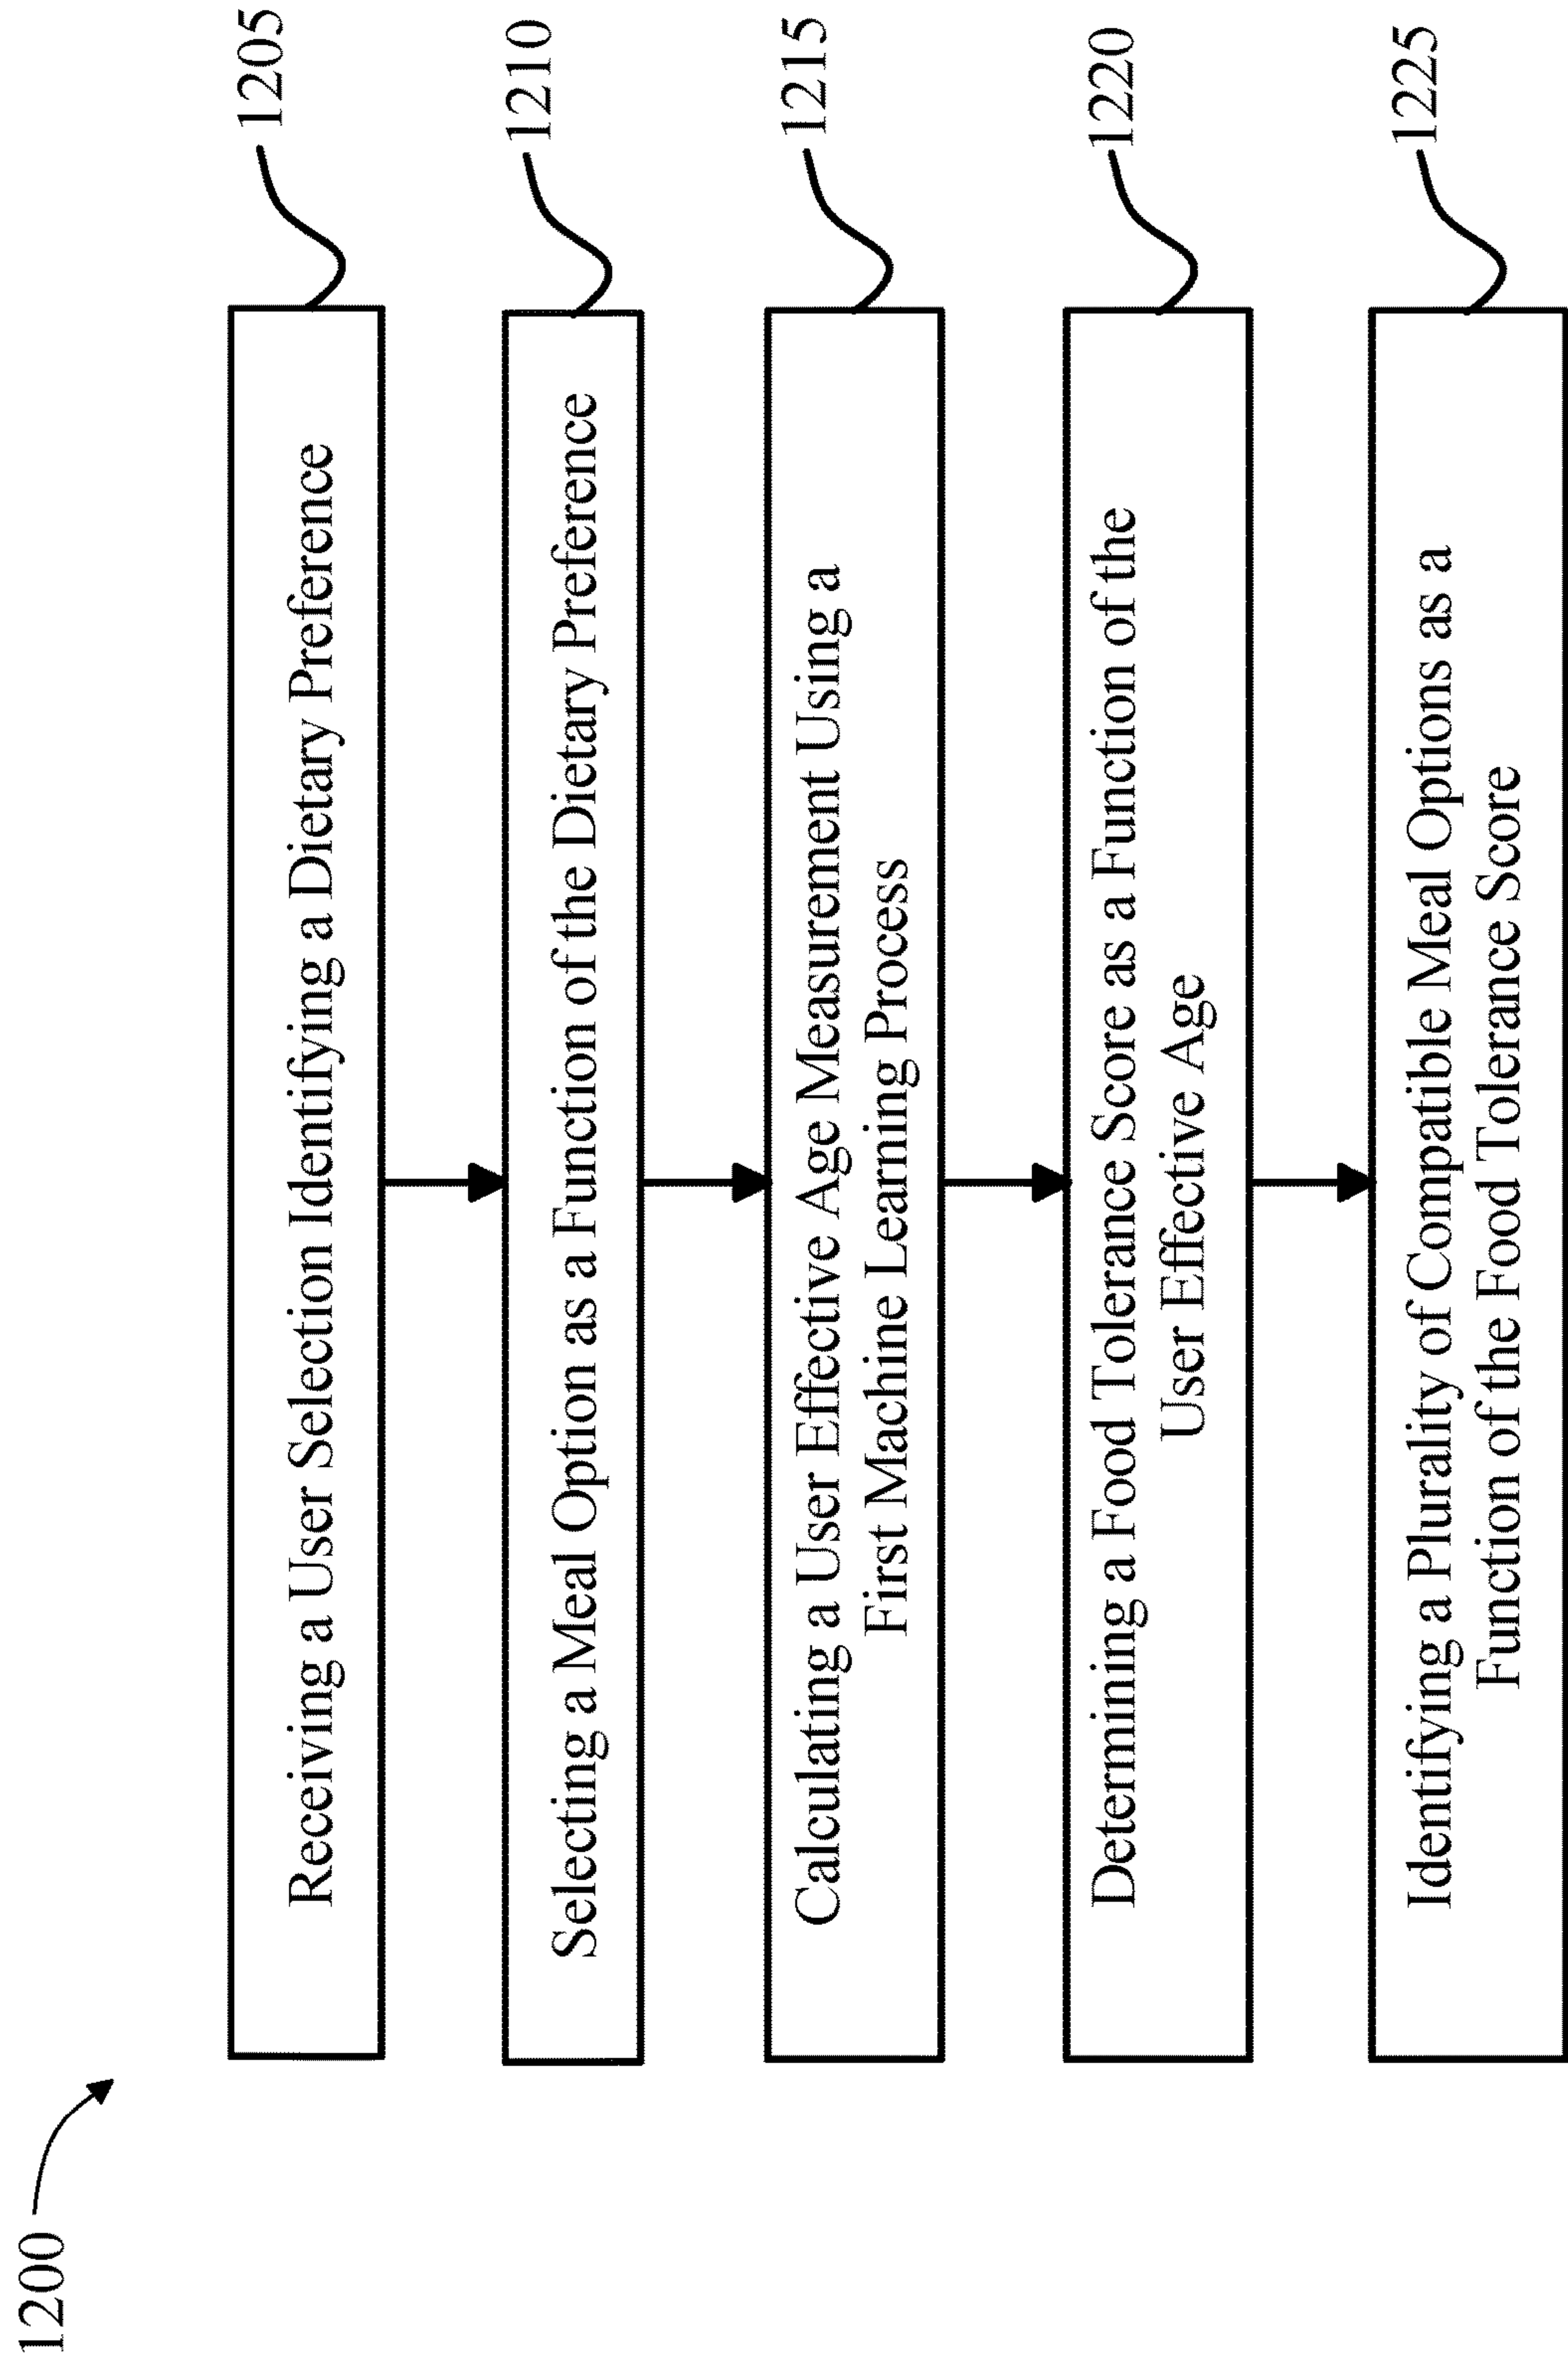 1200
Receiving a User Selection Identifying a Dietary Preference
1205
Selecting a Meal Option as a Function of the Dietary Preference
1210
Calculating a User Effective Age Measurement Using a
First Machine Learning Process
1215
Determining a Food Tolerance Score as a Function of the
User Effective Age
1220
Identifying a Plurality of Compatible Meal Options as a
Function of the Food Tolerance Score
1225